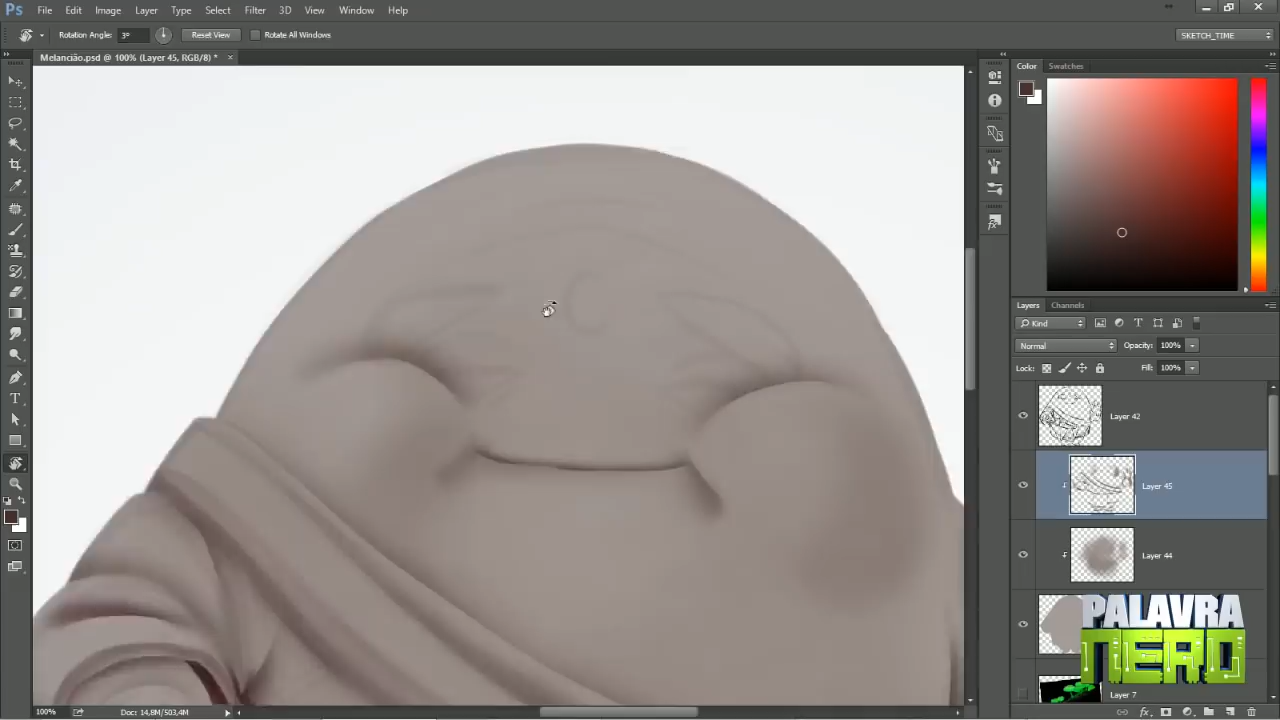 Ps File Edit Image Layer Type Select Filter 3D View Window Help
Rotation Angle: 3° Reset View Rotate All Windows SKETCH_TIME
Melancião.psd @ 100% (Layer 45, RGB/8) * ×
Color Swatches
Layers Channels
Kind
Normal Opacity: 100%
Lock: Fill: 100%
Layer 42
Layer 45
Layer 44
PALAVRA
NERD
Layer 7
100% Doc: 14,8M/503,4M